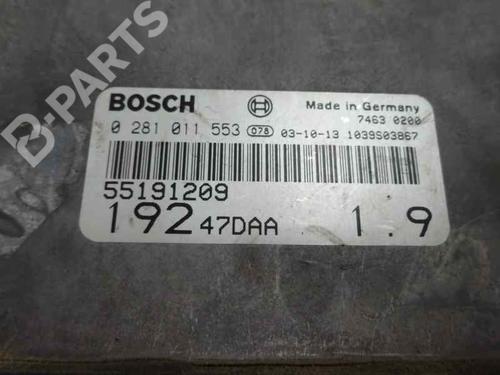 B-PARTS
BOSCH
Made in Germany
7463 0200
0 281 011 553 078 03-10-13 1039S03867
55191209
192 47DAA 1.9